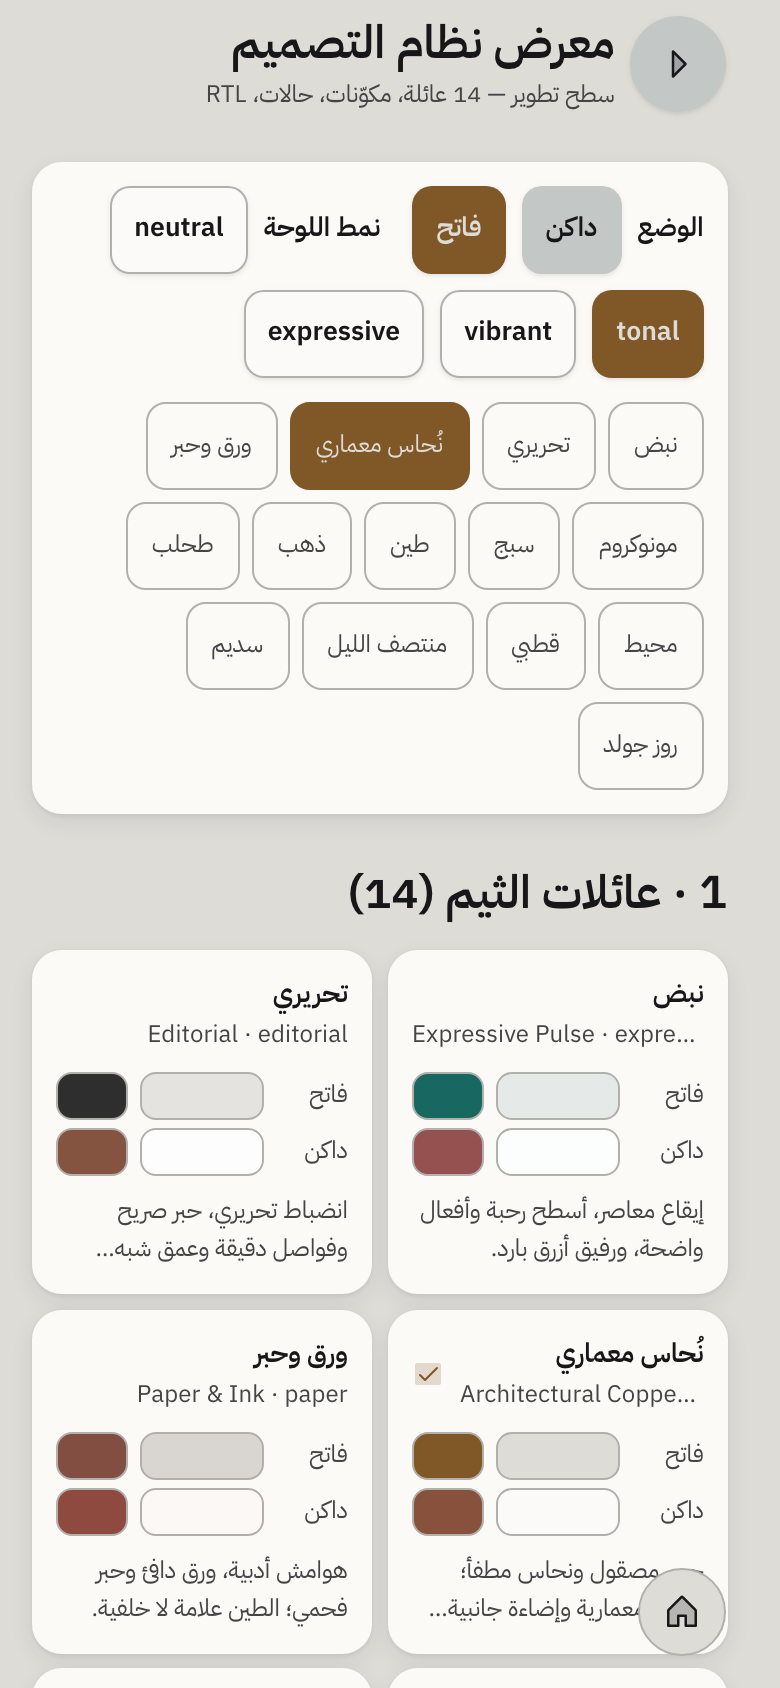 معرض نظام التصميم
سطح تطوير — 14 عائلة، مكوّنات، حالات، RTL
الوضع داكن فاتح نمط اللوحة neutral
tonal vibrant expressive
نبض تحريري نُحاس معماري ورق وحبر
مونوكروم سبج طين ذهب طحلب
محيط قطبي منتصف الليل سديم
روز جولد
1 · عائلات الثيم (14)
نبض
Expressive Pulse · expre...
فاتح
داكن
إيقاع معاصر، أسطح رحبة وأفعال
واضحة، ورفيق أزرق بارد.
تحريري
Editorial · editorial
فاتح
داكن
انضباط تحريري، حبر صريح
وفواصل دقيقة وعمق شبه...
نُحاس معماري
Architectural Coppe...
فاتح
داكن
مصقول ونحاس مطفأ؛
معمارية وإضاءة جانبية...
ورق وحبر
Paper & Ink · paper
فاتح
داكن
هوامش أدبية، ورق دافئ وحبر
فحمي؛ الطين علامة لا خلفية.